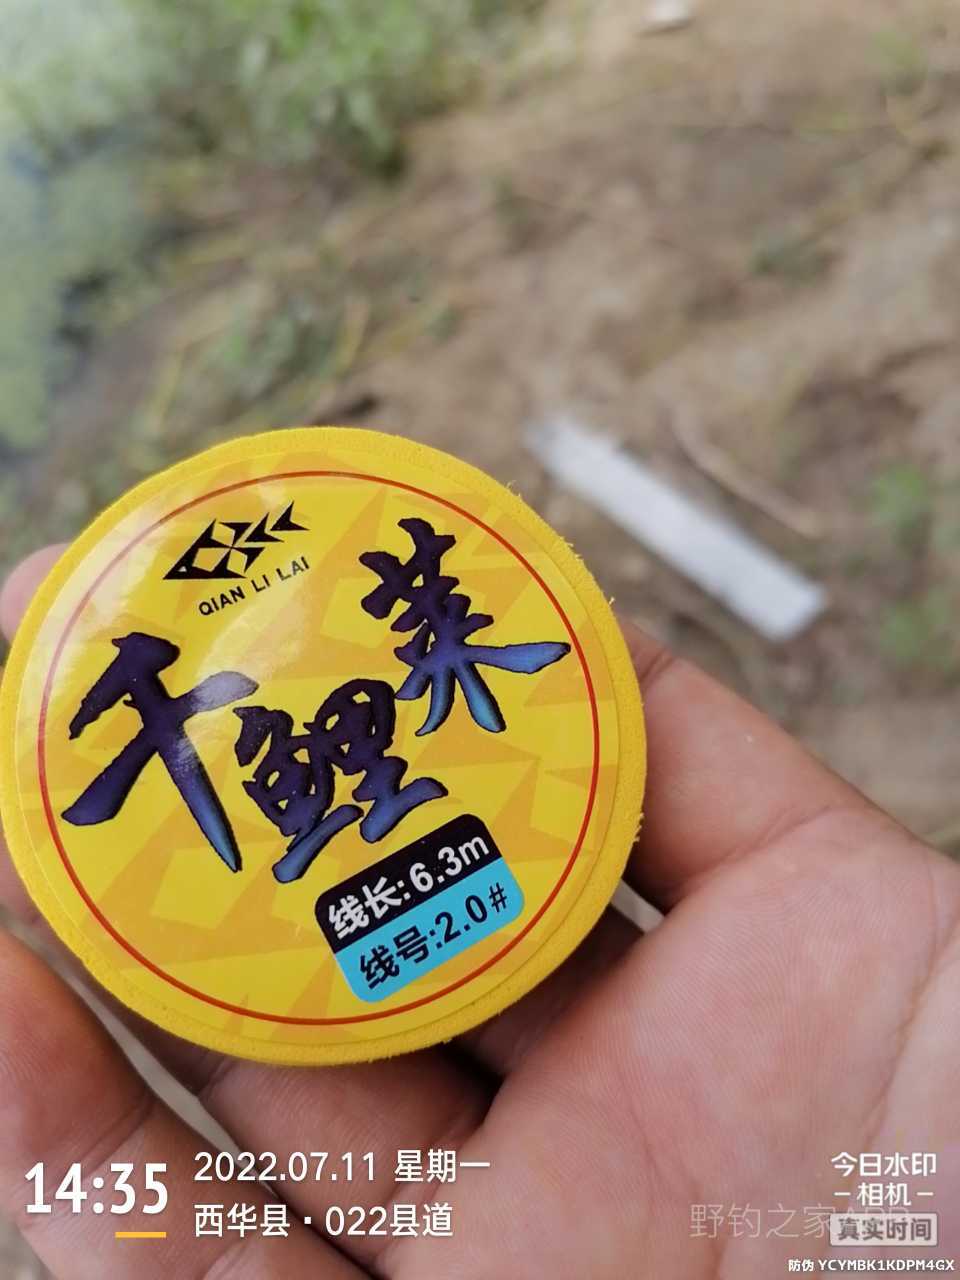 QIAN LI LAI
千鲤莱
线长:6.3m
线号:2.0#
14:35
2022.07.11 星期一
西华县·022县道
今日水印
-相机-
真实时间
野钓之家APP
防伪 YCYMBK1KDPM4GX